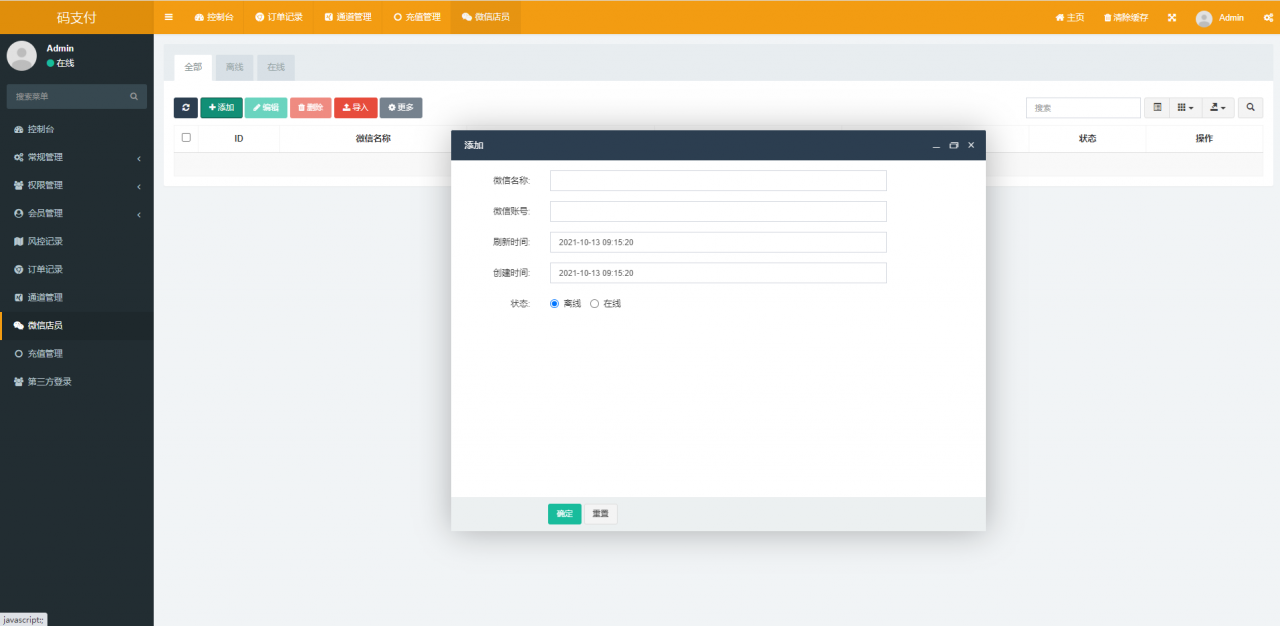 码支付
控制台 订单记录 通道管理 充值管理 微信店员
主页 清除缓存 Admin
Admin
在线
搜索菜单
控制台
常规管理
权限管理
会员管理
风控记录
订单记录
通道管理
微信店员
充值管理
第三方登录
全部 离线 在线
添加 编辑 删除 导入 更多
搜索
ID 微信名称 状态 操作
添加
微信名称:
微信账号:
刷新时间: 2021-10-13 09:15:20
创建时间: 2021-10-13 09:15:20
状态: 离线 在线
确定 重置
javascript:;